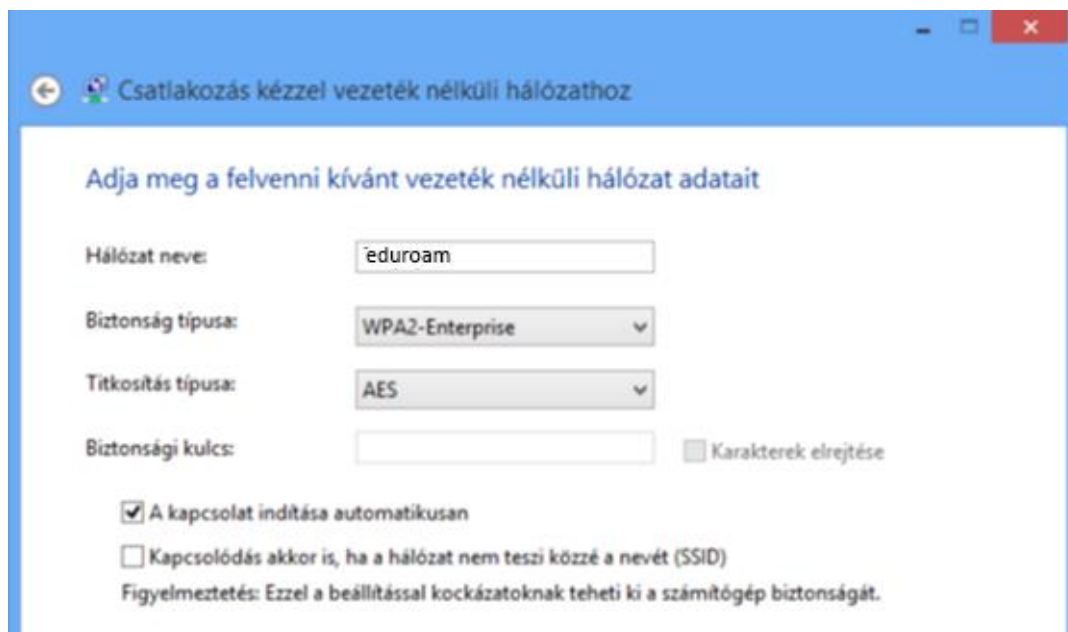 Csatlakozás kézzel vezeték nélküli hálózathoz
Adja meg a felvenni kívánt vezeték nélküli hálózat adatait
Hálózat neve: eduroam
Biztonság típusa: WPA2-Enterprise
Titkosítás típusa: AES
Biztonsági kulcs: Karakterek elrejtése
A kapcsolat indítása automatikusan
Kapcsolódás akkor is, ha a hálózat nem teszi közzé a nevét (SSID)
Figyelmeztetés: Ezzel a beállítással kockázatoknak teheti ki a számítógép biztonságát.